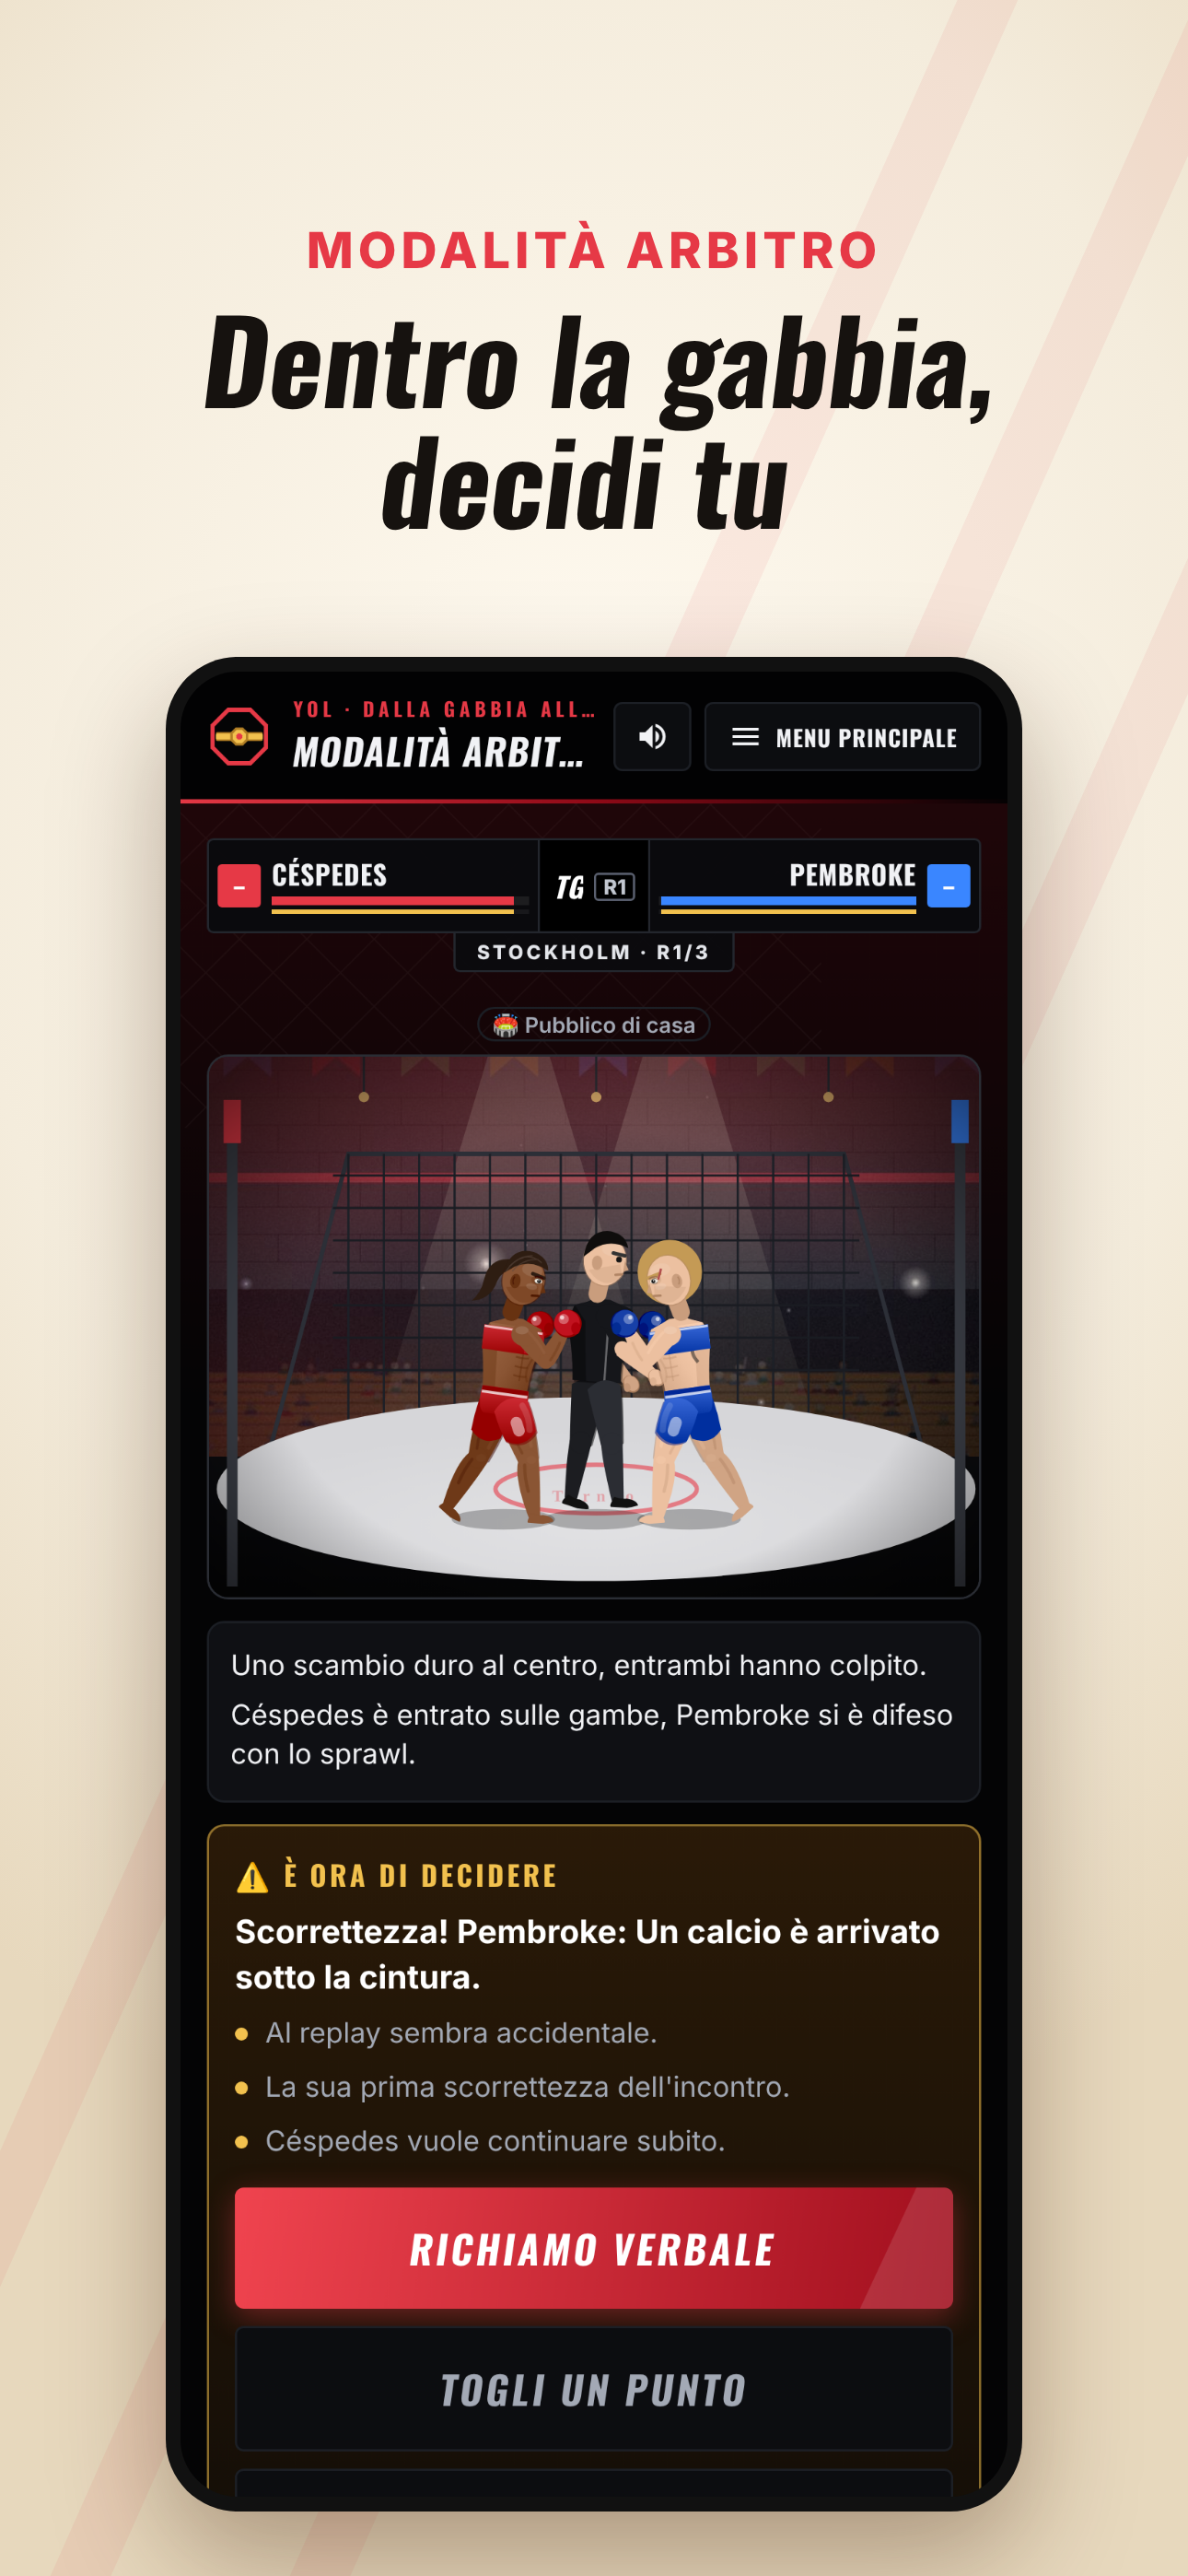 MODALITÀ ARBITRO
Dentro la gabbia,
decidi tu
YOL · DALLA GABBIA ALL…
MODALITÀ ARBIT…
MENU PRINCIPALE
– CÉSPEDES
TG R1
PEMBROKE –
STOCKHOLM · R1/3
Pubblico di casa
Uno scambio duro al centro, entrambi hanno colpito.
Céspedes è entrato sulle gambe, Pembroke si è difeso
con lo sprawl.
È ORA DI DECIDERE
Scorrettezza! Pembroke: Un calcio è arrivato
sotto la cintura.
Al replay sembra accidentale.
La sua prima scorrettezza dell'incontro.
Céspedes vuole continuare subito.
RICHIAMO VERBALE
TOGLI UN PUNTO